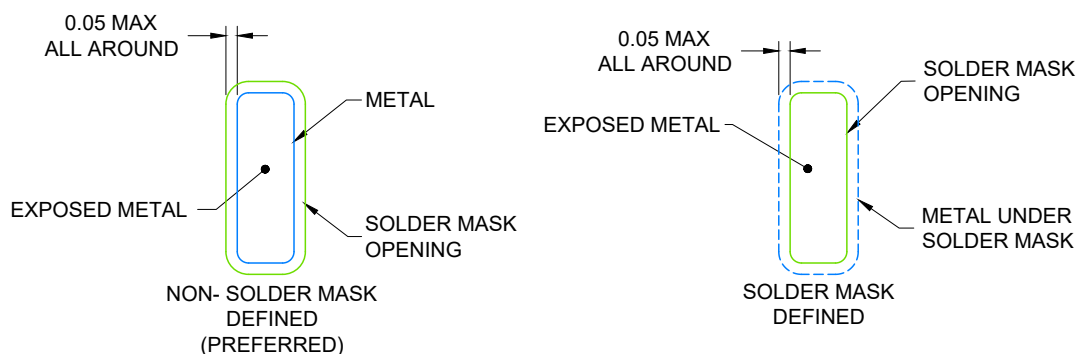 0.05 MAX
ALL AROUND
METAL
EXPOSED METAL
SOLDER MASK
OPENING
NON- SOLDER MASK
DEFINED
(PREFERRED)
0.05 MAX
ALL AROUND
SOLDER MASK
OPENING
EXPOSED METAL
METAL UNDER
SOLDER MASK
SOLDER MASK
DEFINED